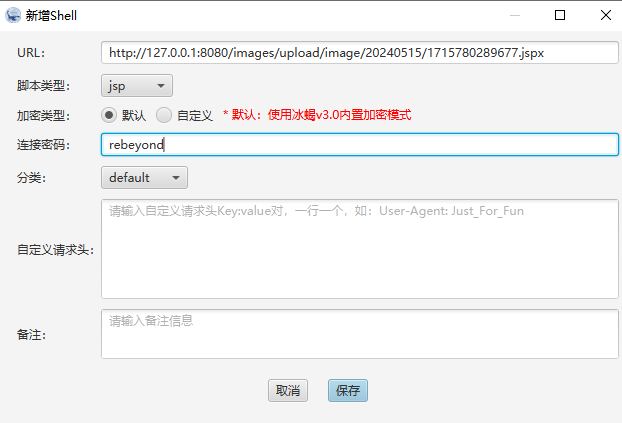 新增Shell
URL: http://127.0.0.1:8080/images/upload/image/20240515/1715780289677.jspx
脚本类型: jsp
加密类型: 默认 自定义 * 默认：使用冰蝎v3.0内置加密模式
连接密码: rebeyond
分类: default
自定义请求头: 请输入自定义请求头Key:value对，一行一个，如：User-Agent: Just_For_Fun
备注: 请输入备注信息
取消 保存